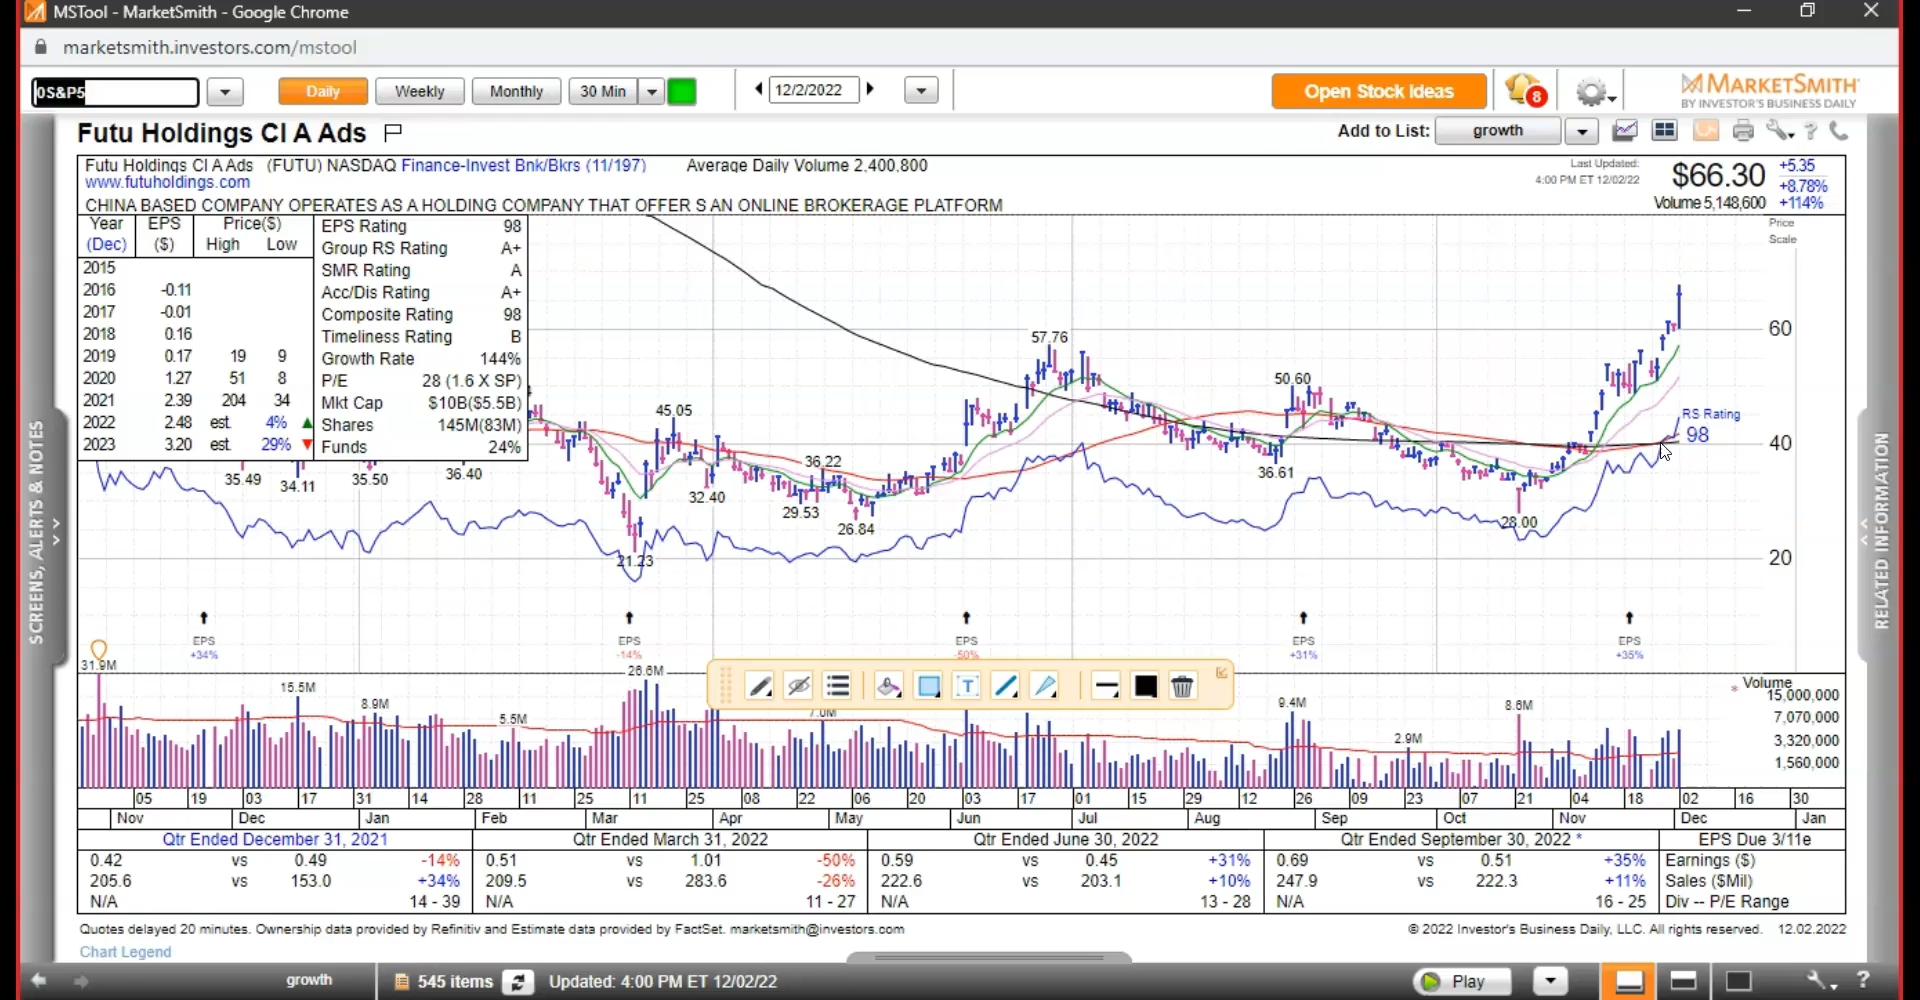 MSTool - MarketSmith - Google Chrome
marketsmith.investors.com/mstool
0S&P5
Daily
Weekly
Monthly
30 Min
12/2/2022
Open Stock Ideas
8
MARKETSMITH
BY INVESTOR'S BUSINESS DAILY
Futu Holdings Cl A Ads
Add to List:
growth
Futu Holdings Cl A Ads (FUTU) NASDAQ Finance-Invest Bnk/Bkrs (11/197) Average Daily Volume 2,400,800
Last Updated:
4:00 PM ET 12/02/22
$66.30
+5.35
+8.78%
www.futuholdings.com
Volume 5,148,600 +114%
CHINA BASED COMPANY OPERATES AS A HOLDING COMPANY THAT OFFER S AN ONLINE BROKERAGE PLATFORM
Year EPS Price($)
(Dec) ($) High Low
2015
2016 -0.11
2017 -0.01
2018 0.16
2019 0.17 19 9
2020 1.27 51 8
2021 2.39 204 34
2022 2.48 est. 4%
2023 3.20 est. 29%
EPS Rating 98
Group RS Rating A+
SMR Rating A
Acc/Dis Rating A+
Composite Rating 98
Timeliness Rating B
Growth Rate 144%
P/E 28 (1.6 X SP)
Mkt Cap $10B($5.5B)
Shares 145M(83M)
Funds 24%
Price
Scale
60
40
20
57.76
50.60
45.05
36.22
35.49
34.11
35.50
36.40
32.40
29.53
26.84
36.61
28.00
21.23
RS Rating
98
EPS
+34%
EPS
-14%
EPS
-50%
EPS
+31%
EPS
+35%
31.9M
15.5M
8.9M
5.5M
26.6M
7.0M
9.4M
2.9M
8.6M
T
Volume
15,000,000
7,070,000
3,320,000
1,560,000
05 19 03 17 31 14 28 11 25 11 25 08 22 06 20 03 17 01 15 29 12 26 09 23 07 21 04 18 02 16 30
Nov Dec Jan Feb Mar Apr May Jun Jul Aug Sep Oct Nov Dec Jan
Qtr Ended December 31, 2021 Qtr Ended March 31, 2022 Qtr Ended June 30, 2022 Qtr Ended September 30, 2022 * EPS Due 3/11e
0.42 vs 0.49 -14% 0.51 vs 1.01 -50% 0.59 vs 0.45 +31% 0.69 vs 0.51 +35% Earnings ($)
205.6 vs 153.0 +34% 209.5 vs 283.6 -26% 222.6 vs 203.1 +10% 247.9 vs 222.3 +11% Sales ($Mil)
N/A 14 - 39 N/A 11 - 27 N/A 13 - 28 N/A 16 - 25 Div -- P/E Range
Quotes delayed 20 minutes. Ownership data provided by Refinitiv and Estimate data provided by FactSet. marketsmith@investors.com
© 2022 Investor's Business Daily, LLC. All rights reserved. 12.02.2022
Chart Legend
SCREENS, ALERTS & NOTES
RELATED INFORMATION
growth
545 items
Updated: 4:00 PM ET 12/02/22
Play
?